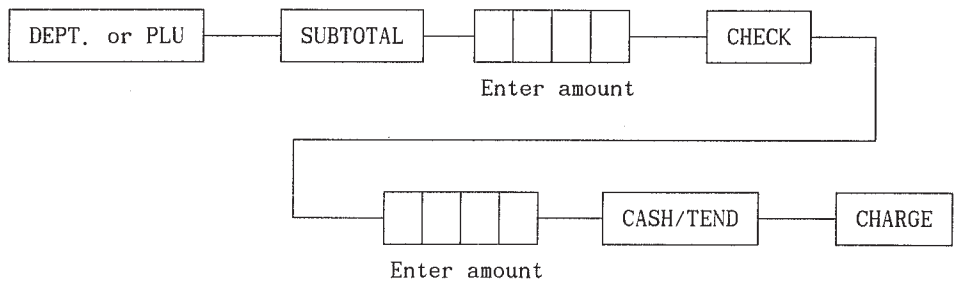 DEPT. or PLU SUBTOTAL CHECK
Enter amount
CASH/TEND CHARGE
Enter amount